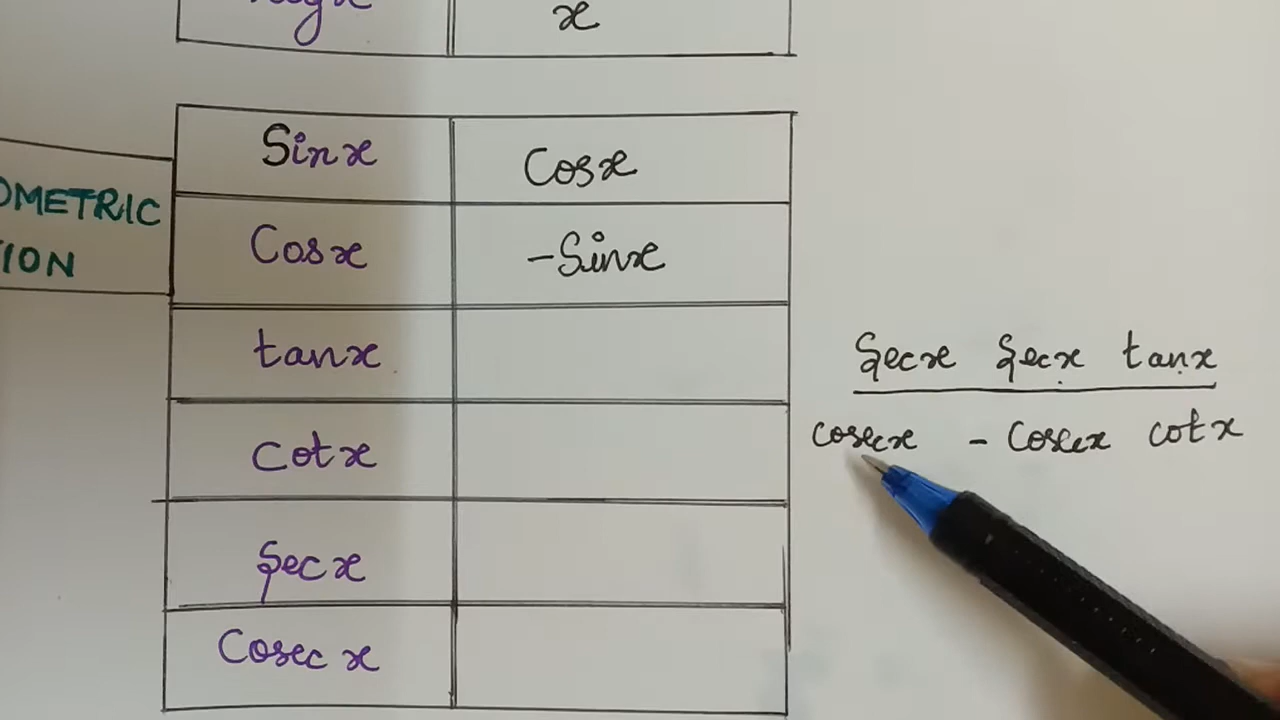 x
Sinx Cosx
OMETRIC
Cosx -Sinx
ION
tanx
Secx Secx tanx
cosecx - Cosecx cotx
cotx
Secx
Cosec x